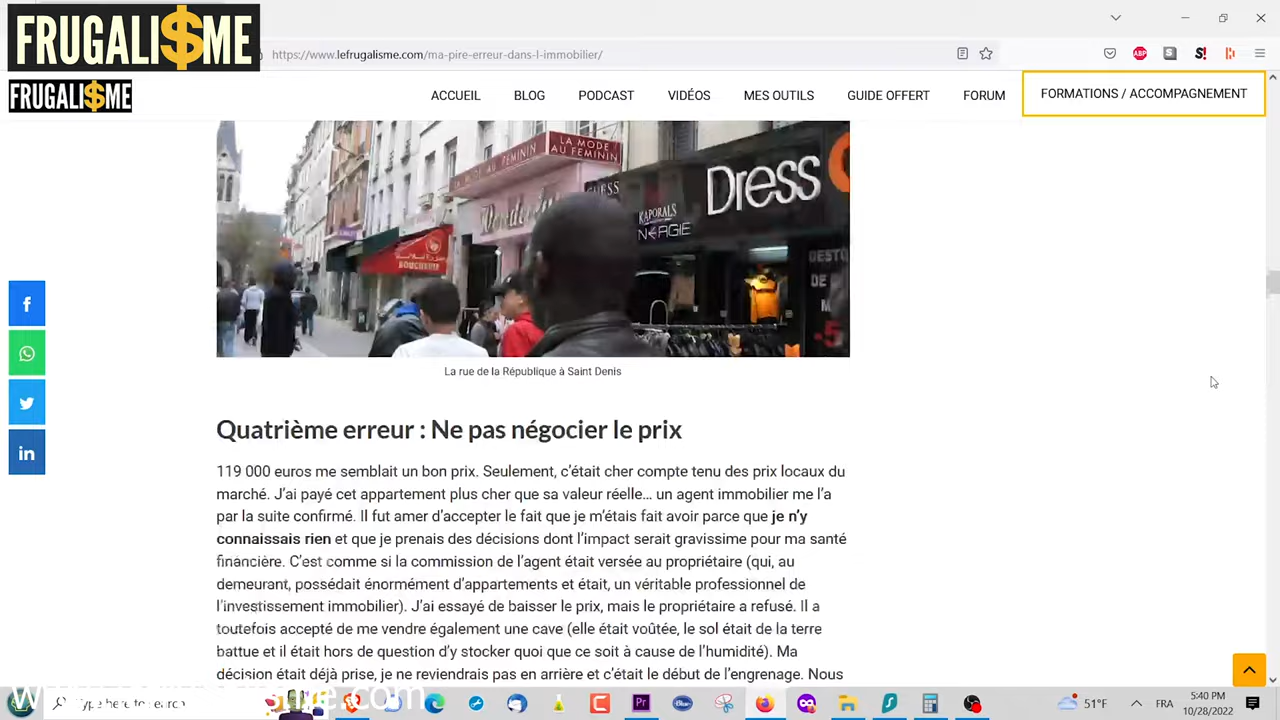 FRUGALI$ME
https://www.lefrugalisme.com/ma-pire-erreur-dans-l-immobilier/
ABP
S
S!
FRUGALI$ME
ACCUEIL
BLOG
PODCAST
VIDÉOS
MES OUTILS
GUIDE OFFERT
FORUM
FORMATIONS / ACCOMPAGNEMENT
LA MODE
AU FEMININ
Dress
KAPORALS
BOUCHERIE
La rue de la République à Saint Denis
Quatrième erreur : Ne pas négocier le prix
119 000 euros me semblait un bon prix. Seulement, c’était cher compte tenu des prix locaux du
marché. J’ai payé cet appartement plus cher que sa valeur réelle… un agent immobilier me l’a
par la suite confirmé. Il fut amer d’accepter le fait que je m’étais fait avoir parce que je n’y
connaissais rien et que je prenais des décisions dont l’impact serait gravissime pour ma santé
financière. C’est comme si la commission de l’agent était versée au propriétaire (qui, au
demeurant, possédait énormément d’appartements et était, un véritable professionnel de
l’investissement immobilier). J’ai essayé de baisser le prix, mais le propriétaire a refusé. Il a
toutefois accepté de me vendre également une cave (elle était voûtée, le sol était de la terre
battue et il était hors de question d’y stocker quoi que ce soit à cause de l’humidité). Ma
décision était déjà prise, je ne reviendrais pas en arrière et c’était le début de l’engrenage. Nous
Type here to search
Pr
51°F
FRA
5:40 PM
10/28/2022